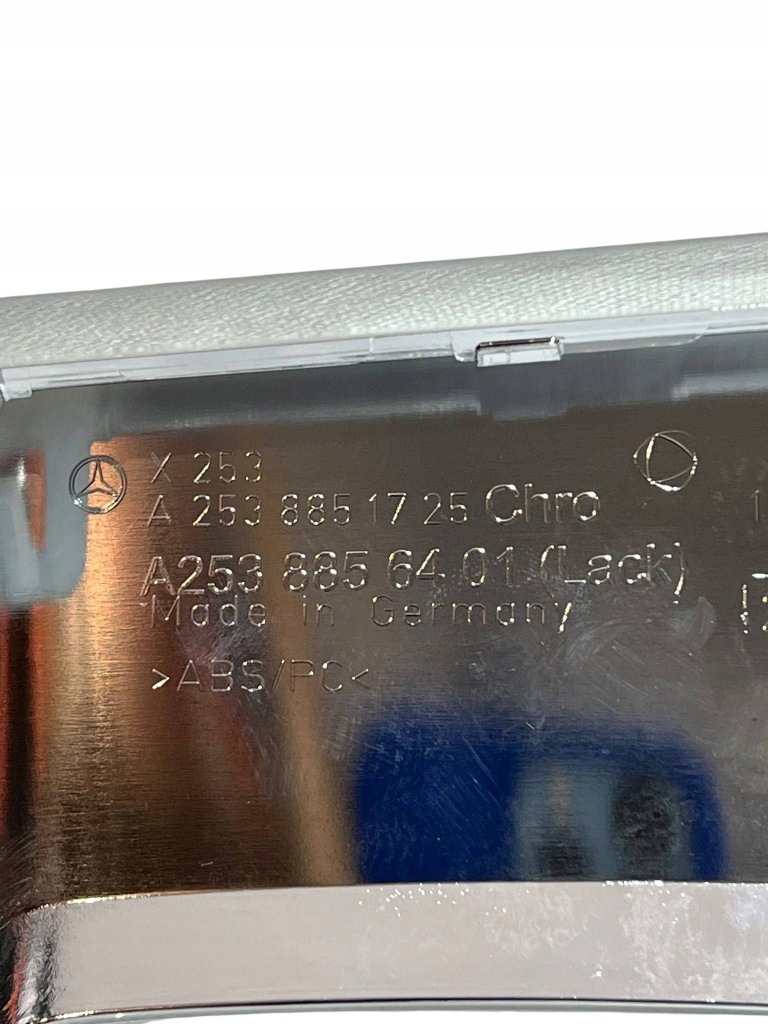 X 253
A 253 885 17 25 Chro
A253 885 64 01 (Lack)
Made in Germany
>ABS/PC<